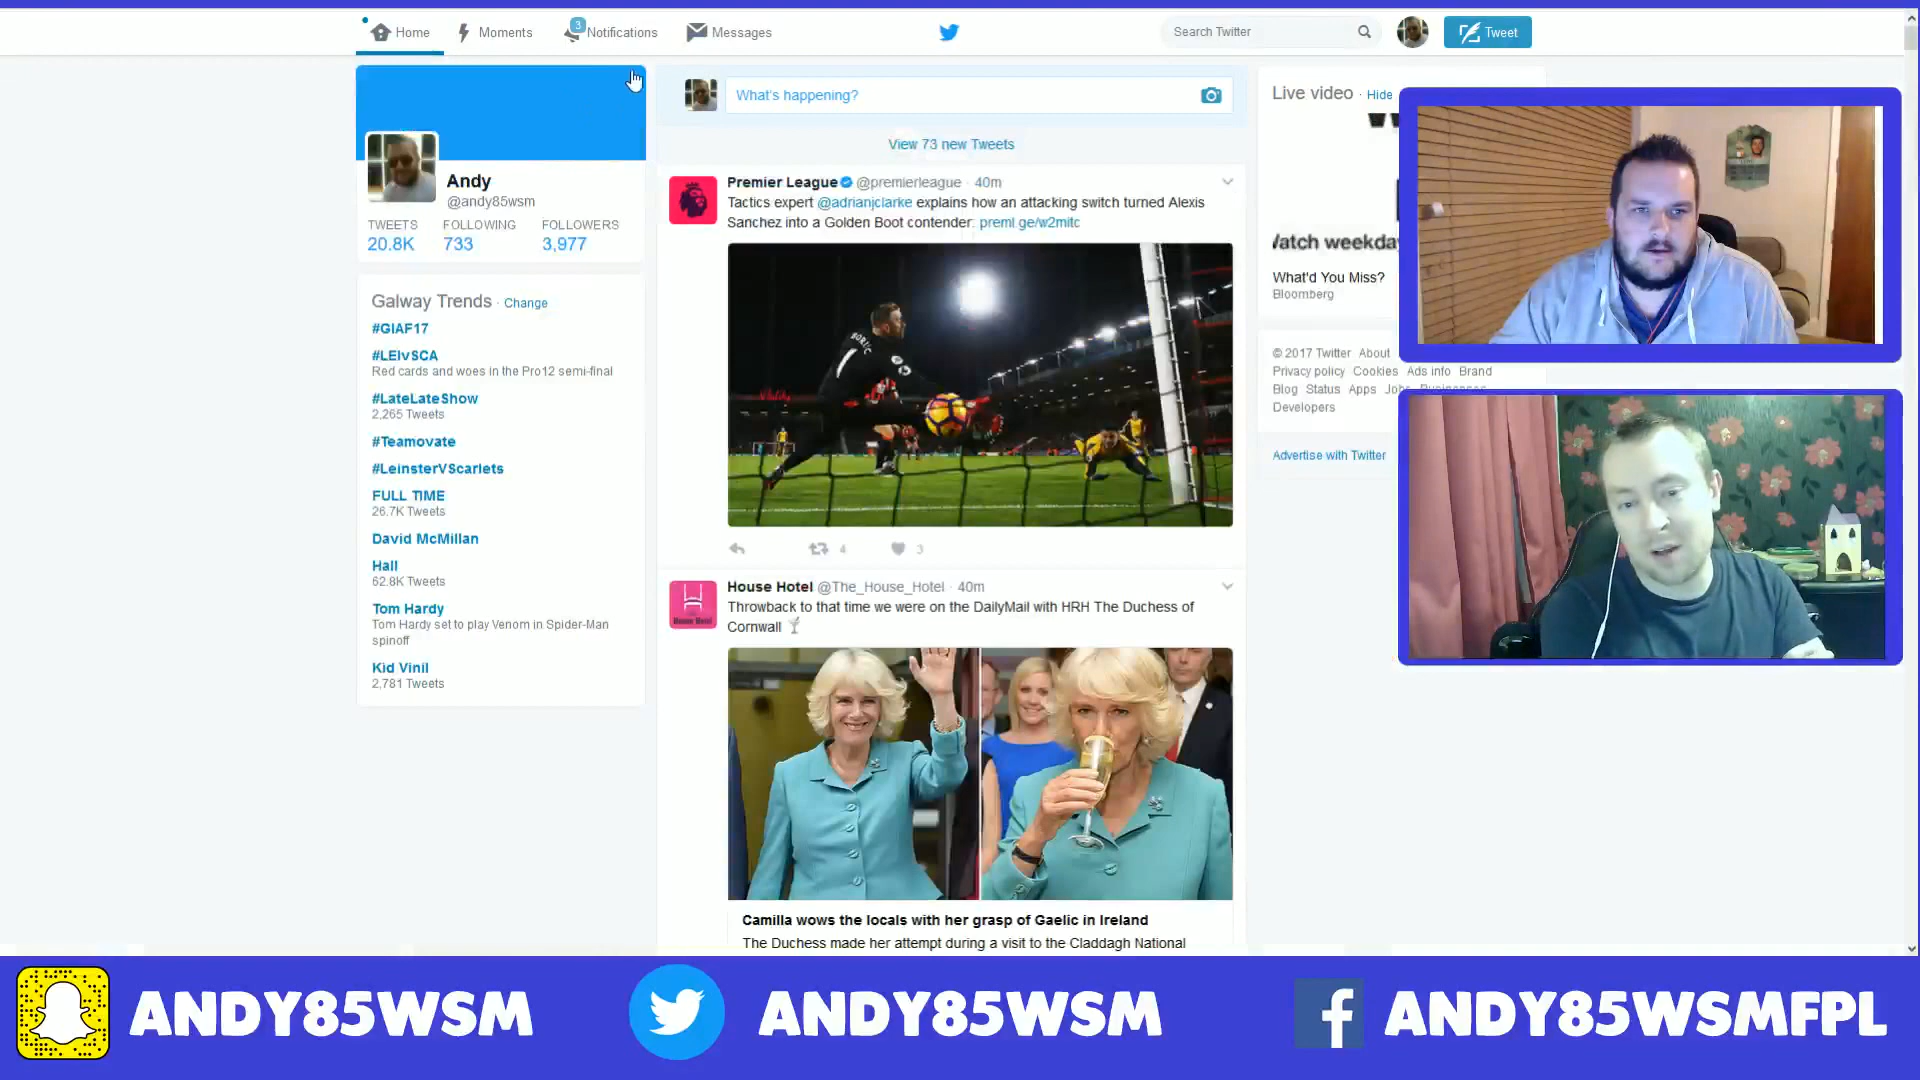 Home
Moments
3
Notifications
Messages
Search Twitter
Tweet
Andy
@andy85wsm
TWEETS FOLLOWING FOLLOWERS
20.8K 733 3,977
Galway Trends · Change
#GIAF17
#LEIvSCA
Red cards and woes in the Pro12 semi-final
#LateLateShow
2,265 Tweets
#Teamovate
#LeinsterVScarlets
FULL TIME
26.7K Tweets
David McMillan
Hall
62.8K Tweets
Tom Hardy
Tom Hardy set to play Venom in Spider-Man
spinoff
Kid Vinil
2,781 Tweets
What's happening?
View 73 new Tweets
Premier League @premierleague · 40m
Tactics expert @adrianjclarke explains how an attacking switch turned Alexis
Sanchez into a Golden Boot contender: preml.ge/w2mitc
BORUC
1
4
3
House Hotel @The_House_Hotel · 40m
House Hotel
Throwback to that time we were on the DailyMail with HRH The Duchess of
Cornwall
Camilla wows the locals with her grasp of Gaelic in Ireland
The Duchess made her attempt during a visit to the Claddagh National
Live video · Hide
What'd You Miss?
Bloomberg
© 2017 Twitter About
Privacy policy Cookies Ads info Brand
Blog Status Apps Jobs Businesses
Developers
Advertise with Twitter
ANDY85WSM
ANDY85WSM
ANDY85WSMFPL